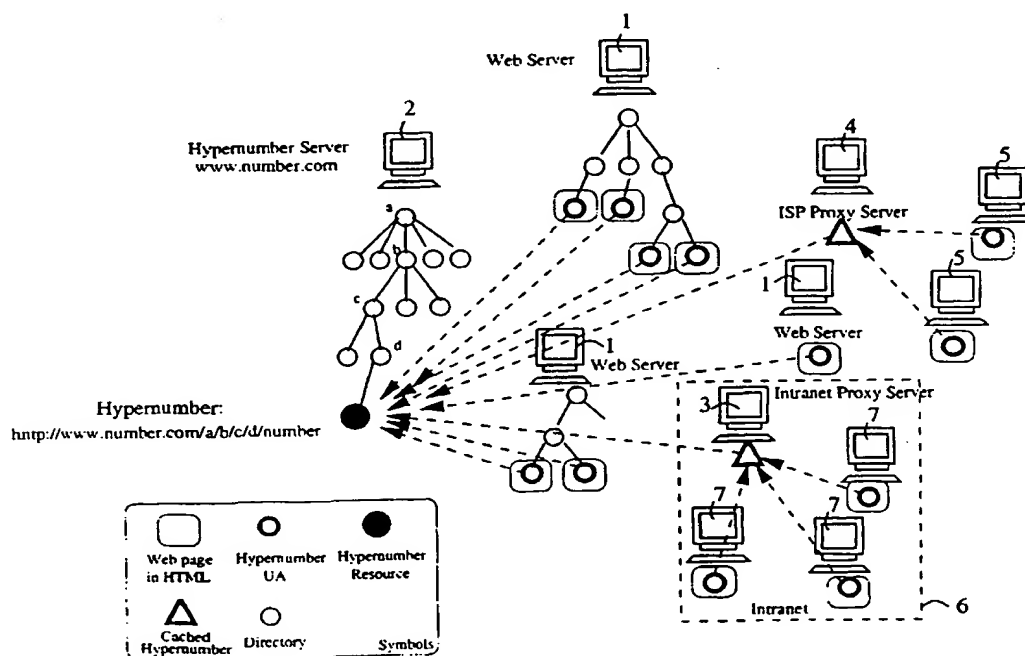 1
Web Server
2
Hypernumber Server
www.number.com
4
5
a
ISP Proxy Server
b
5
1
c
Web Server
d
1
Web Server
Hypernumber:
hntp://www.number.com/a/b/c/d/number
3
Intranet Proxy Server
7
7
7
Web page
in HTML
Hypernumber
UA
Hypernumber
Resource
Cached
Hypernumber
Directory
Symbols
Intranet
6